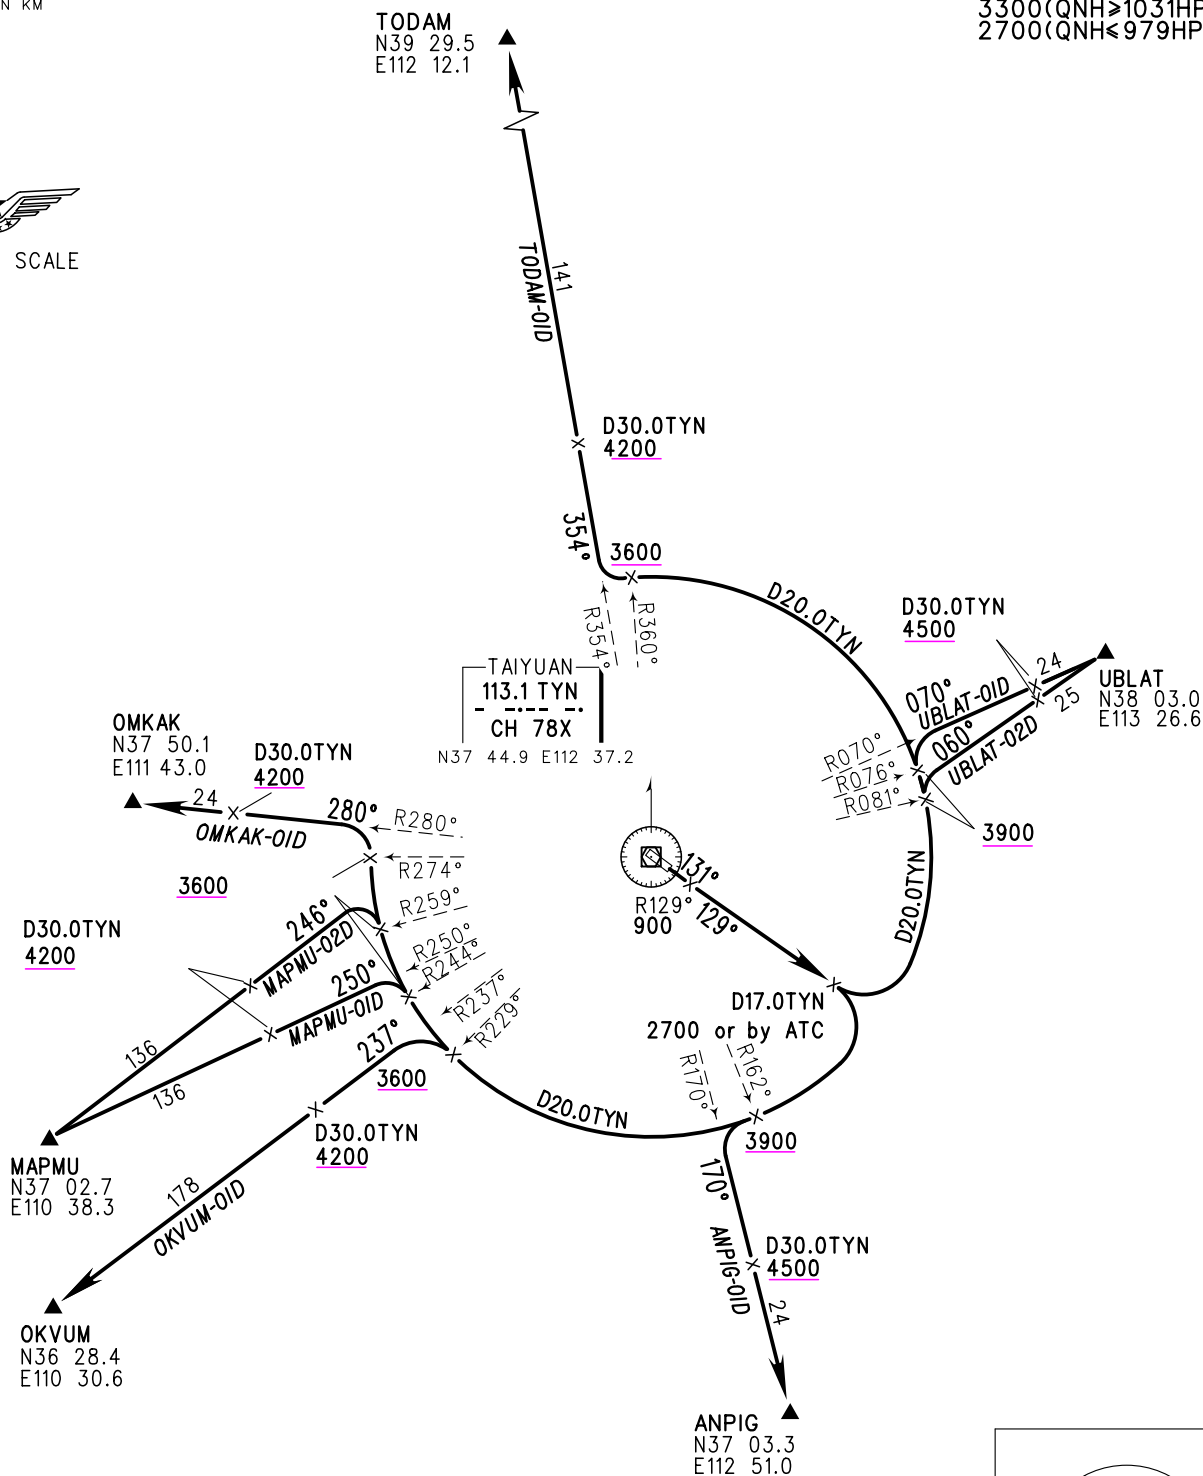 N KM
3300(QNH≥1031HP
2700(QNH≤979HP
TODAM
N39 29.5
E112 12.1
SCALE
141
TODAM-01D
D30.0TYN
4200
354°
3600
R354°
R360°
D20.0TYN
D30.0TYN
4500
24
25
UBLAT
N38 03.0
E113 26.6
070°
UBLAT-01D
060°
UBLAT-02D
R070°
R076°
R081°
3900
TAIYUAN
113.1 TYN
CH 78X
N37 44.9 E112 37.2
OMKAK
N37 50.1
E111 43.0
D30.0TYN
4200
24
280°
OMKAK-01D
R280°
R274°
3600
131°
R129°
900
129°
D20.0TYN
D30.0TYN
4200
246°
MAPMU-02D
R259°
R250°
R244°
250°
MAPMU-01D
R237°
R229°
237°
3600
D17.0TYN
2700 or by ATC
R170°
R162°
136
136
D20.0TYN
3900
D30.0TYN
4200
MAPMU
N37 02.7
E110 38.3
178
OKVUM-01D
170°
ANPIG-01D
D30.0TYN
4500
24
OKVUM
N36 28.4
E110 30.6
ANPIG
N37 03.3
E112 51.0